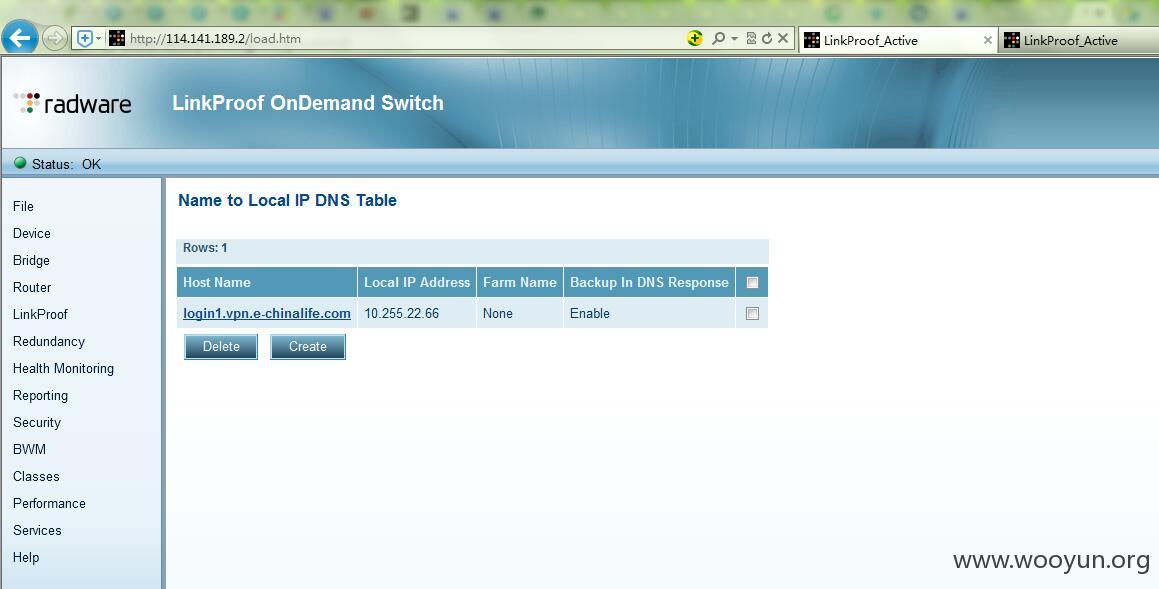 http://114.141.189.2/load.htm
LinkProof_Active
LinkProof_Active
radware
LinkProof OnDemand Switch
Status: OK
File
Device
Bridge
Router
LinkProof
Redundancy
Health Monitoring
Reporting
Security
BWM
Classes
Performance
Services
Help
Name to Local IP DNS Table
Rows: 1
Host Name Local IP Address Farm Name Backup In DNS Response
login1.vpn.e-chinalife.com 10.255.22.66 None Enable
Delete Create
www.wooyun.org